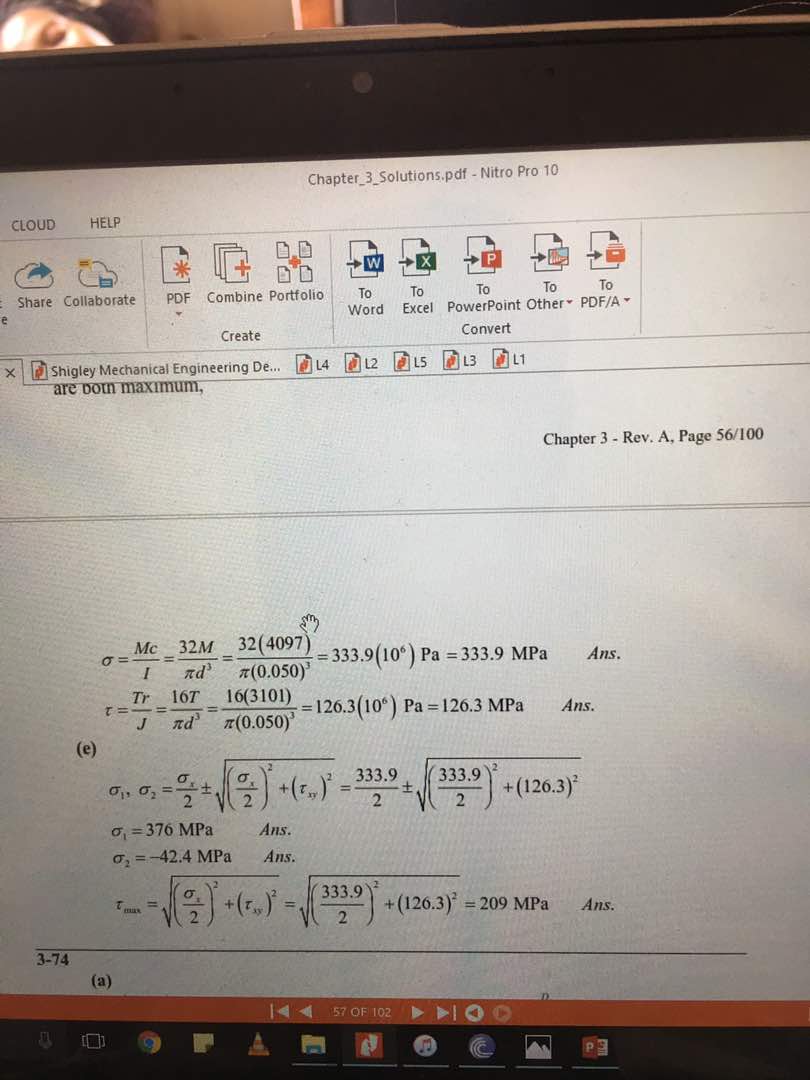 Chapter_3_Solutions.pdf - Nitro Pro 10
CLOUD HELP
Share Collaborate PDF Combine Portfolio To Word To Excel To PowerPoint To Other To PDF/A
Create Convert
× Shigley Mechanical Engineering De... L4 L2 L5 L3 L1
are both maximum,
Chapter 3 - Rev. A, Page 56/100
σ = Mc/I = 32M/πd³ = 32(4097)/π(0.050)³ = 333.9(10⁶) Pa = 333.9 MPa Ans.
τ = Tr/J = 16T/πd³ = 16(3101)/π(0.050)³ = 126.3(10⁶) Pa = 126.3 MPa Ans.
(e)
σ₁, σ₂ = σₓ/2 ± √((σₓ/2)² + (τₓᵧ)²) = 333.9/2 ± √((333.9/2)² + (126.3)²)
σ₁ = 376 MPa Ans.
σ₂ = −42.4 MPa Ans.
τmax = √((σₓ/2)² + (τₓᵧ)²) = √((333.9/2)² + (126.3)²) = 209 MPa Ans.
3-74
(a)
57 OF 102